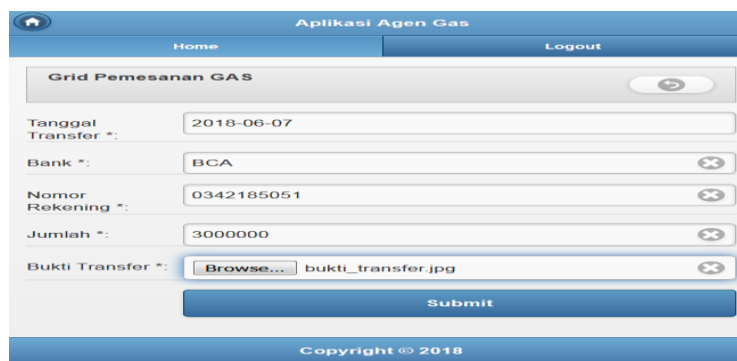 Aplikasi Agen Gas
Home Logout
Grid Pemesanan GAS
Tanggal Transfer *: 2018-06-07
Bank *: BCA
Nomor Rekening *: 0342185051
Jumlah *: 3000000
Bukti Transfer *: Browse... bukti_transfer.jpg
Submit
Copyright © 2018